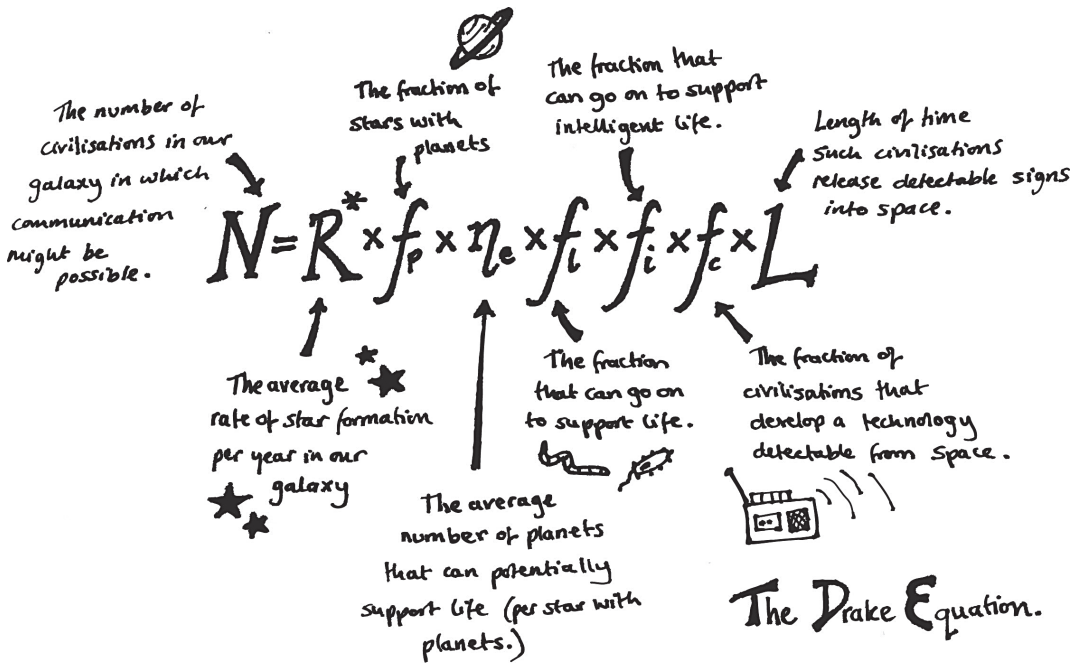 The number of
civilisations in our
galaxy in which
communication
might be
possible.
The fraction of
stars with
planets
The fraction that
can go on to support
intelligent life.
Length of time
such civilisations
release detectable signs
into space.
N = R* × fp × ηe × fl × fi × fc × L
The average
rate of star formation
per year in our
galaxy
The average
number of planets
that can potentially
support life (per star with
planets.)
The fraction
that can go on
to support life.
The fraction of
civilisations that
develop a technology
detectable from space.
The Drake Equation.